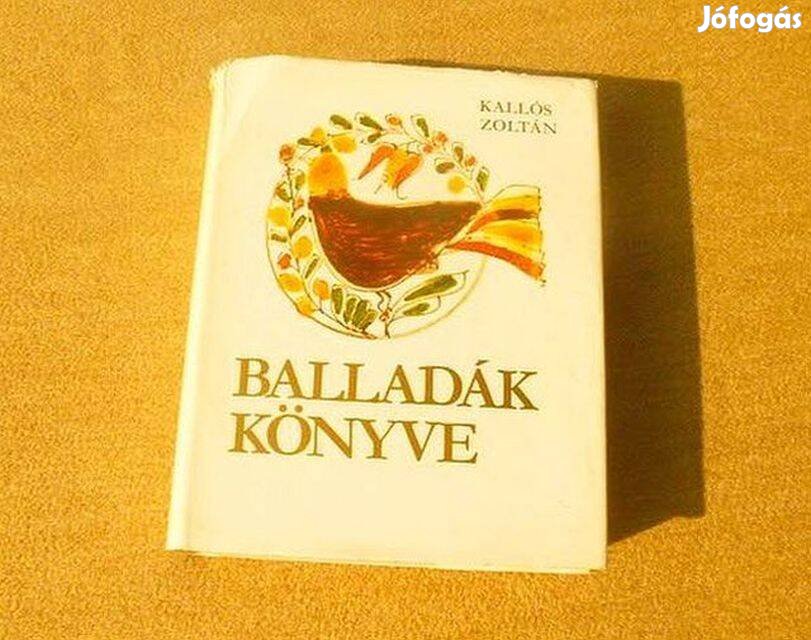 Jófogás
KALLÓS
ZOLTÁN
BALLADÁK
KÖNYVE